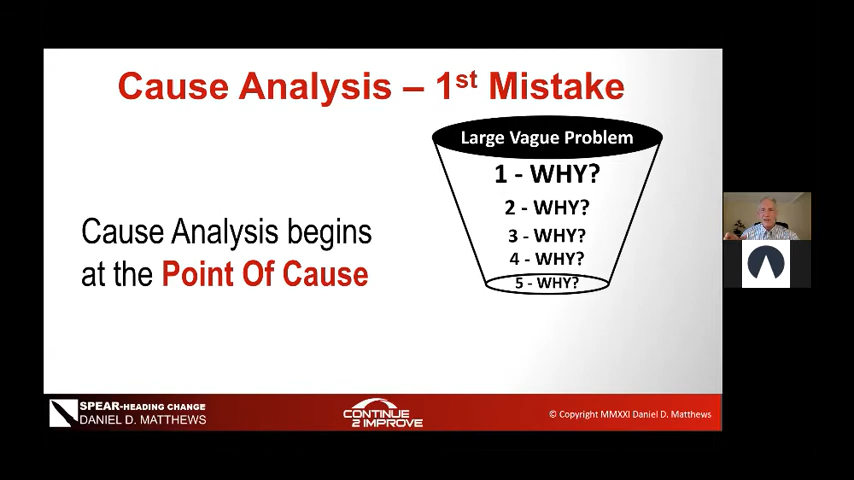 Cause Analysis – 1st Mistake
Large Vague Problem
1 - WHY?
2 - WHY?
3 - WHY?
4 - WHY?
5 - WHY?
Cause Analysis begins
at the Point Of Cause
SPEAR-HEADING CHANGE
DANIEL D. MATTHEWS
CONTINUE
2 IMPROVE
© Copyright MMXXI Daniel D. Matthews